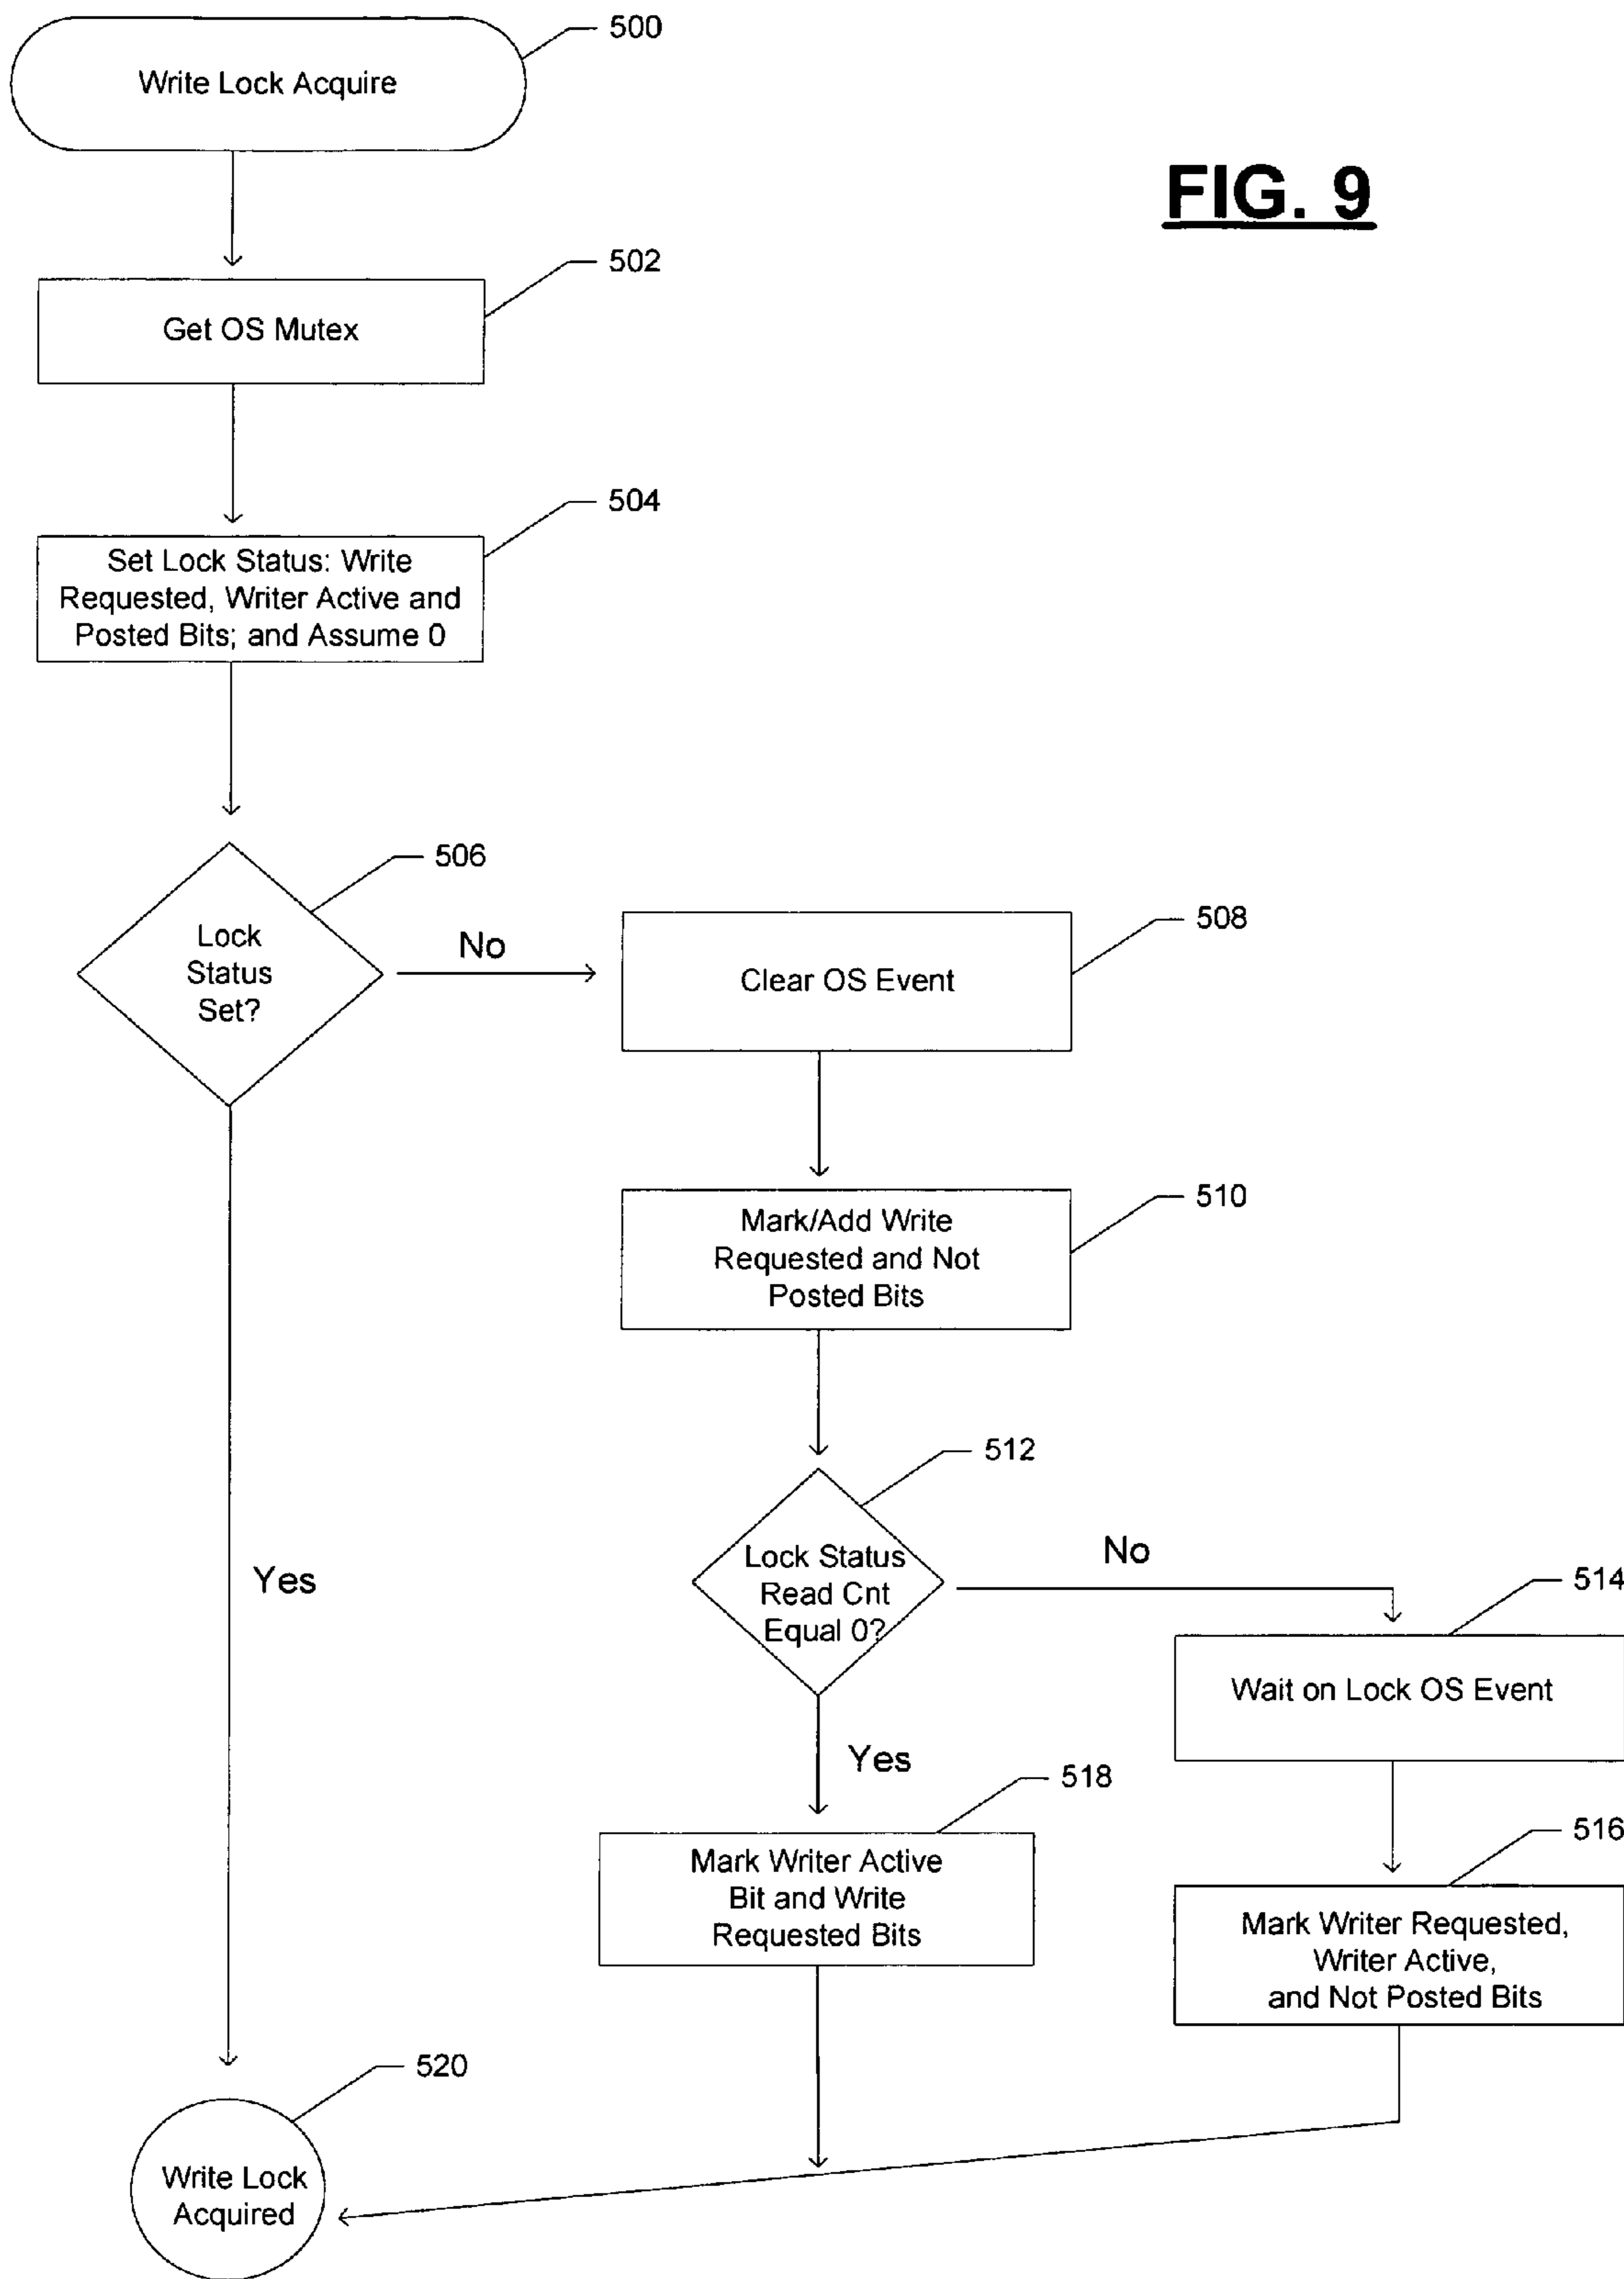 500
Write Lock Acquire
FIG. 9
502
Get OS Mutex
504
Set Lock Status: Write
Requested, Writer Active and
Posted Bits; and Assume 0
506
Lock
Status
Set?
No
508
Clear OS Event
510
Mark/Add Write
Requested and Not
Posted Bits
512
Lock Status
Read Cnt
Equal 0?
No
514
Wait on Lock OS Event
Yes
Yes
518
Mark Writer Active
Bit and Write
Requested Bits
516
Mark Writer Requested,
Writer Active,
and Not Posted Bits
520
Write Lock
Acquired